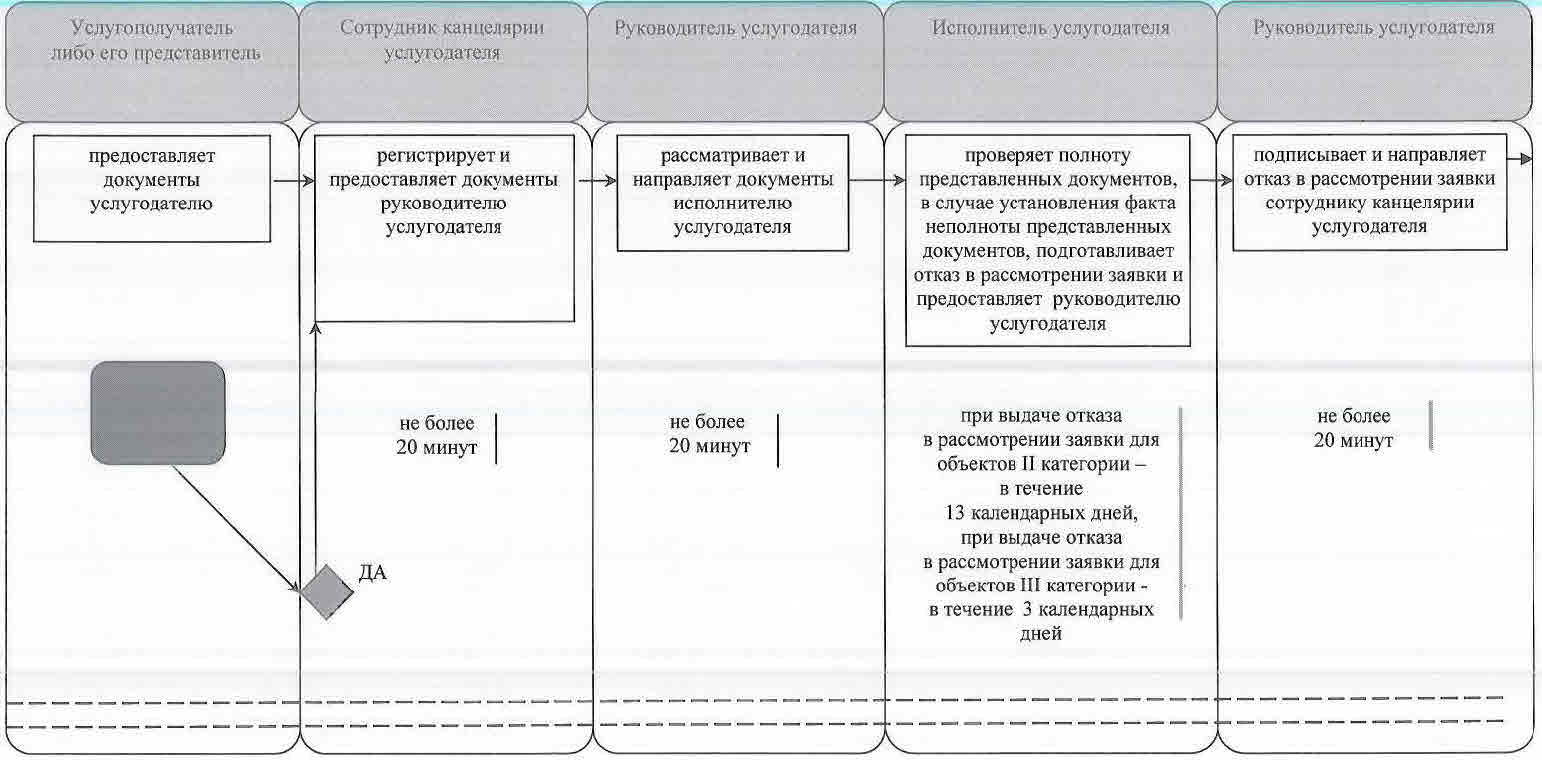 Услугополучатель
либо его представитель
Сотрудник канцелярии
услугодателя
Руководитель услугодателя
Исполнитель услугодателя
Руководитель услугодателя
предоставляет
документы
услугодателю
регистрирует и
предоставляет документы
руководителю
услугодателя
рассматривает и
направляет документы
исполнителю
услугодателя
проверяет полноту
представленных документов,
в случае установления факта
неполноты представленных
документов, подготавливает
отказ в рассмотрении заявки и
предоставляет руководителю
услугодателя
подписывает и направляет
отказ в рассмотрении заявки
сотруднику канцелярии
услугодателя
не более
20 минут
не более
20 минут
при выдаче отказа
в рассмотрении заявки для
объектов II категории –
в течение
13 календарных дней,
при выдаче отказа
в рассмотрении заявки для
объектов III категории -
в течение 3 календарных
дней
не более
20 минут
ДА